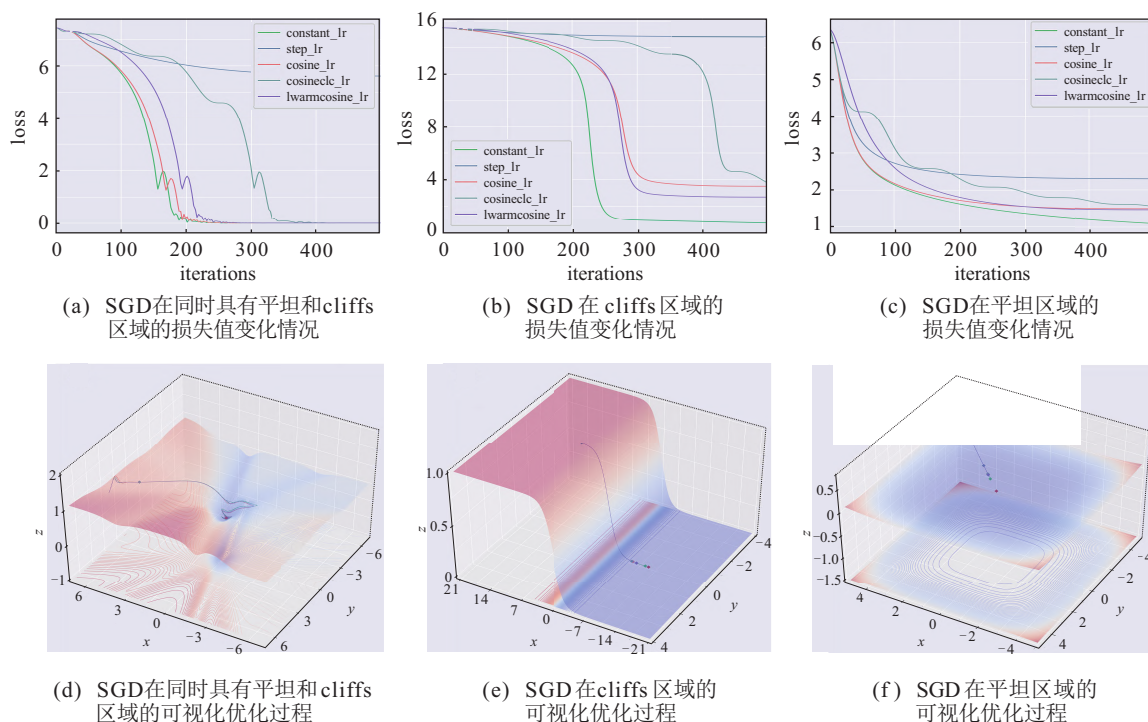 loss
6
4
2
0
0
100
200
300
400
iterations
constant_lr
step_lr
cosine_lr
cosineclc_lr
lwarmcosine_lr
(a) SGD在同时具有平坦和cliffs
区域的损失值变化情况
loss
16
12
8
4
0
0
200
400
iterations
constant_lr
step_lr
cosine_lr
cosineclc_lr
lwarmcosine_lr
(b) SGD 在 cliffs 区域的
损失值变化情况
loss
6
5
4
3
2
1
0
100
200
300
400
iterations
constant_lr
step_lr
cosine_lr
cosineclc_lr
lwarmcosine_lr
(c) SGD在平坦区域的
损失值变化情况
z
2
1
0
−1
6
3
0
−3
−6
x
6
3
0
−3
−6
y
(d) SGD在同时具有平坦和 cliffs
区域的可视化优化过程
z
1.0
0.5
0
21
14
7
0
−7
−14
−21
x
4
2
0
−2
−4
y
(e) SGD 在cliffs 区域的
可视化优化过程
z
0.5
0
−0.5
−1.0
−1.5
4
2
0
−2
−4
x
4
2
0
−2
−4
y
(f) SGD 在平坦区域的
可视化优化过程